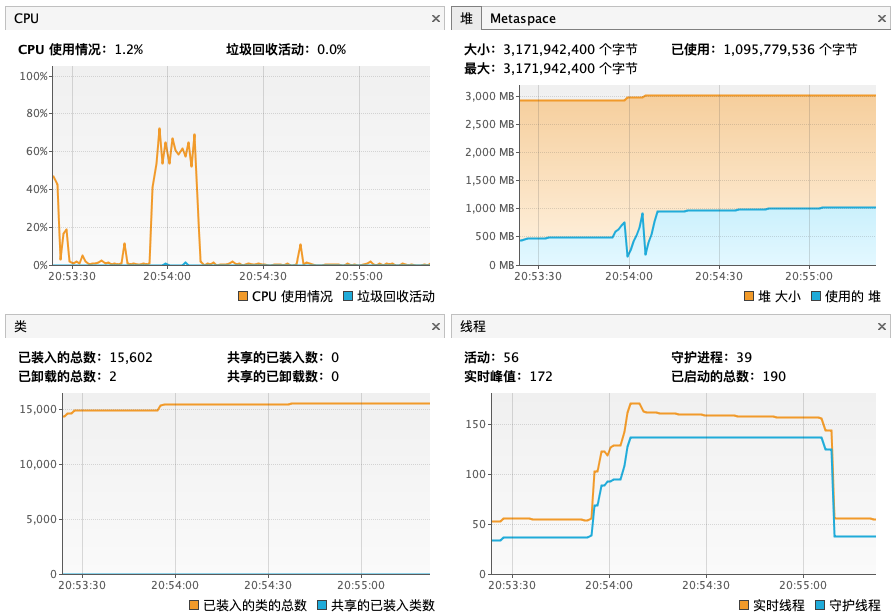 CPU
CPU 使用情况：1.2%
垃圾回收活动：0.0%
100%
80%
60%
40%
20%
0%
20:53:30
20:54:00
20:54:30
20:55:00
CPU 使用情况
垃圾回收活动
堆
Metaspace
大小：3,171,942,400 个字节
已使用：1,095,779,536 个字节
最大：3,171,942,400 个字节
3,000 MB
2,500 MB
2,000 MB
1,500 MB
1,000 MB
500 MB
0 MB
20:53:30
20:54:00
20:54:30
20:55:00
堆 大小
使用的 堆
类
已装入的总数：15,602
共享的已装入数：0
已卸载的总数：2
共享的已卸载数：0
15,000
10,000
5,000
0
20:53:30
20:54:00
20:54:30
20:55:00
已装入的类的总数
共享的已装入类数
线程
活动：56
守护进程：39
实时峰值：172
已启动的总数：190
150
100
50
0
20:53:30
20:54:00
20:54:30
20:55:00
实时线程
守护线程